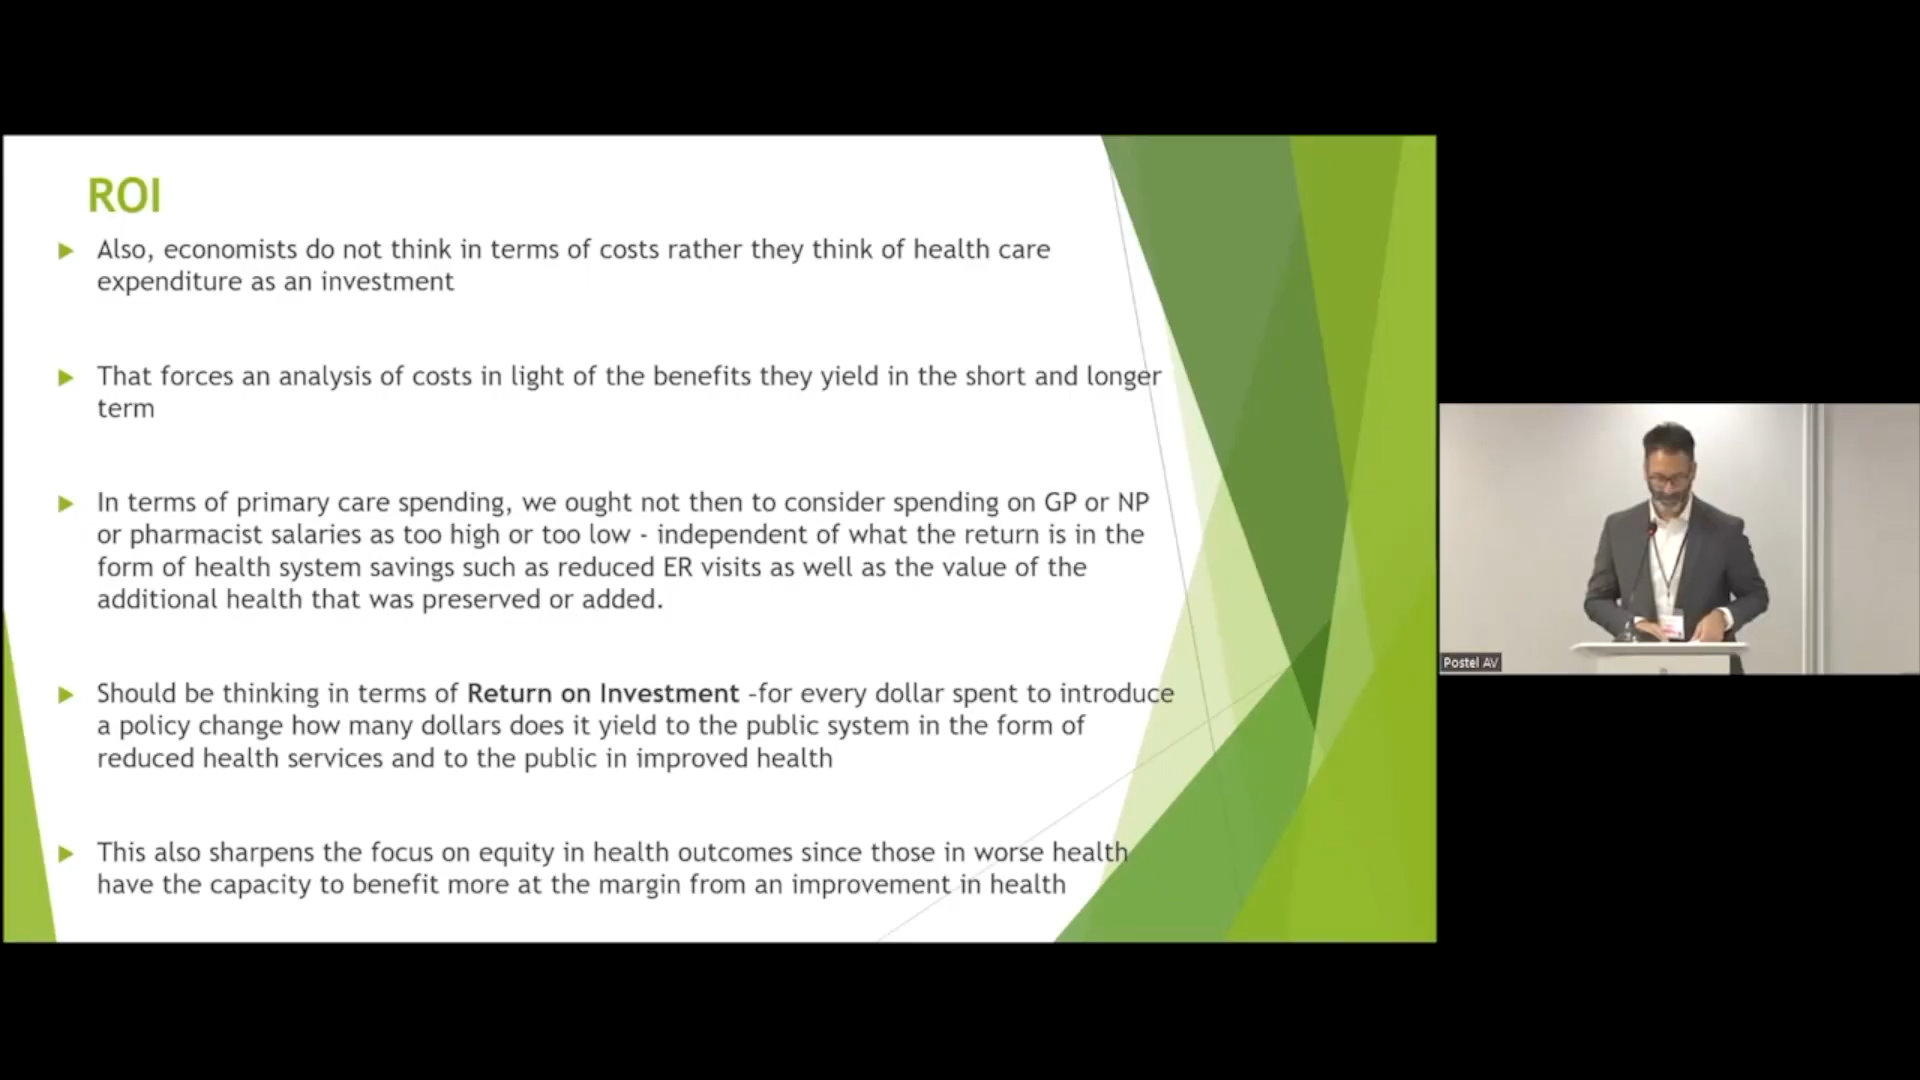 ROI
Also, economists do not think in terms of costs rather they think of health care
expenditure as an investment
That forces an analysis of costs in light of the benefits they yield in the short and longer
term
In terms of primary care spending, we ought not then to consider spending on GP or NP
or pharmacist salaries as too high or too low - independent of what the return is in the
form of health system savings such as reduced ER visits as well as the value of the
additional health that was preserved or added.
Should be thinking in terms of Return on Investment -for every dollar spent to introduce
a policy change how many dollars does it yield to the public system in the form of
reduced health services and to the public in improved health
This also sharpens the focus on equity in health outcomes since those in worse health
have the capacity to benefit more at the margin from an improvement in health
Postel AV